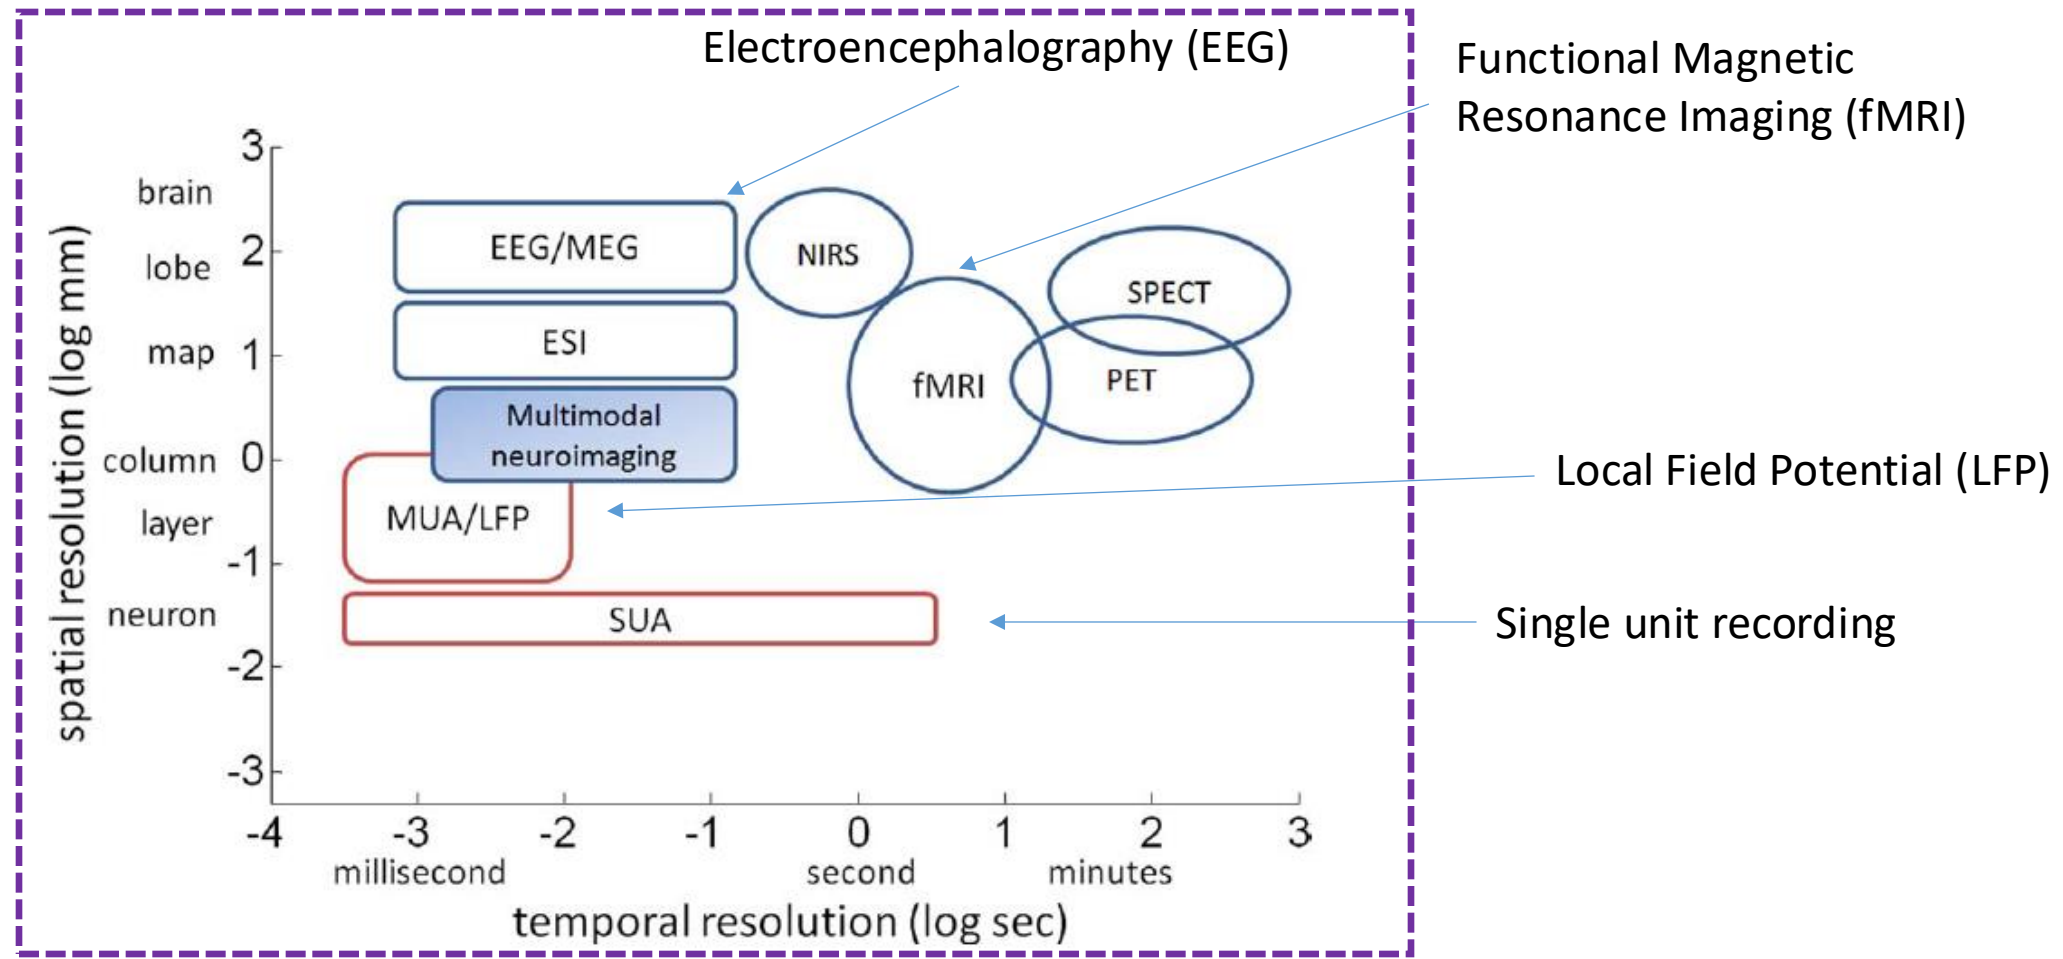 Electroencephalography (EEG)
Functional Magnetic
Resonance Imaging (fMRI)
3
brain
EEG/MEG
NIRS
2
lobe
SPECT
ESI
map
1
PET
fMRI
Multimodal
neuroimaging
column
0
Local Field Potential (LFP)
MUA/LFP
layer
-1
neuron
SUA
Single unit recording
-2
-3
spatial resolution (log mm)
-4 -3 -2 -1 0 1 2 3
millisecond second minutes
temporal resolution (log sec)